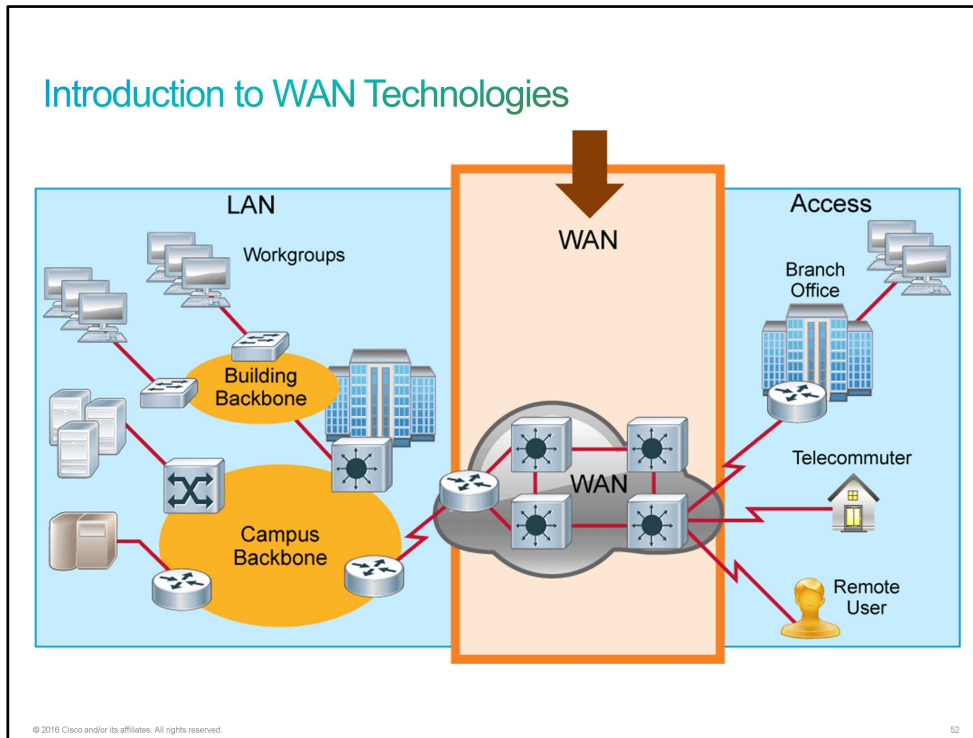 Introduction to WAN Technologies
LAN
Workgroups
Building
Backbone
Campus
Backbone
WAN
WAN
Access
Branch
Office
Telecommuter
Remote
User
© 2016 Cisco and/or its affiliates. All rights reserved.
52